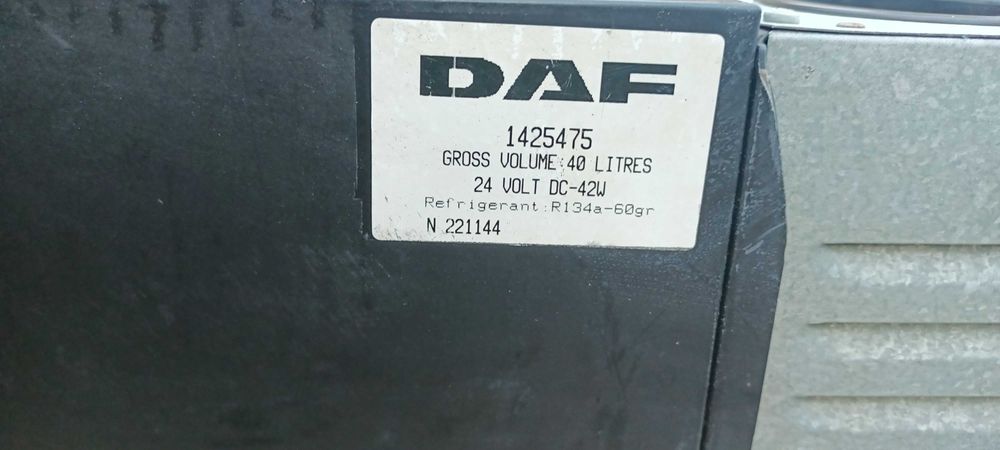 DAF
1425475
GROSS VOLUME:40 LITRES
24 VOLT DC-42W
Refrigerant:R134a-60gr
N 221144